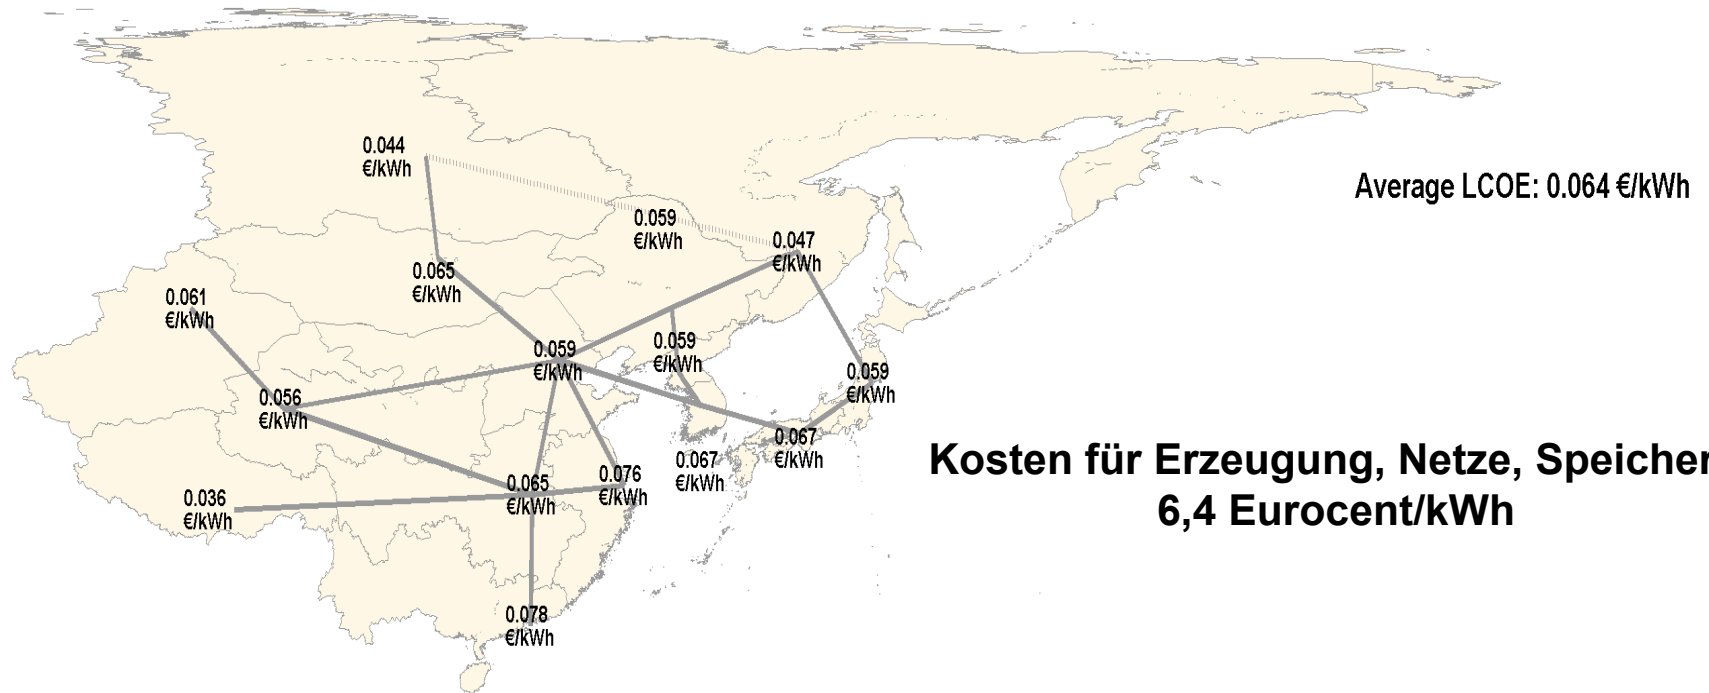 0.044
€/kWh
Average LCOE: 0.064 €/kWh
0.059
€/kWh
0.047
€/kWh
0.065
€/kWh
0.061
€/kWh
0.059
€/kWh
0.059
€/kWh
0.059
€/kWh
0.056
€/kWh
0.067
€/kWh
0.067
€/kWh
Kosten für Erzeugung, Netze, Speicher
6,4 Eurocent/kWh
0.065
€/kWh
0.076
€/kWh
0.036
€/kWh
0.078
€/kWh